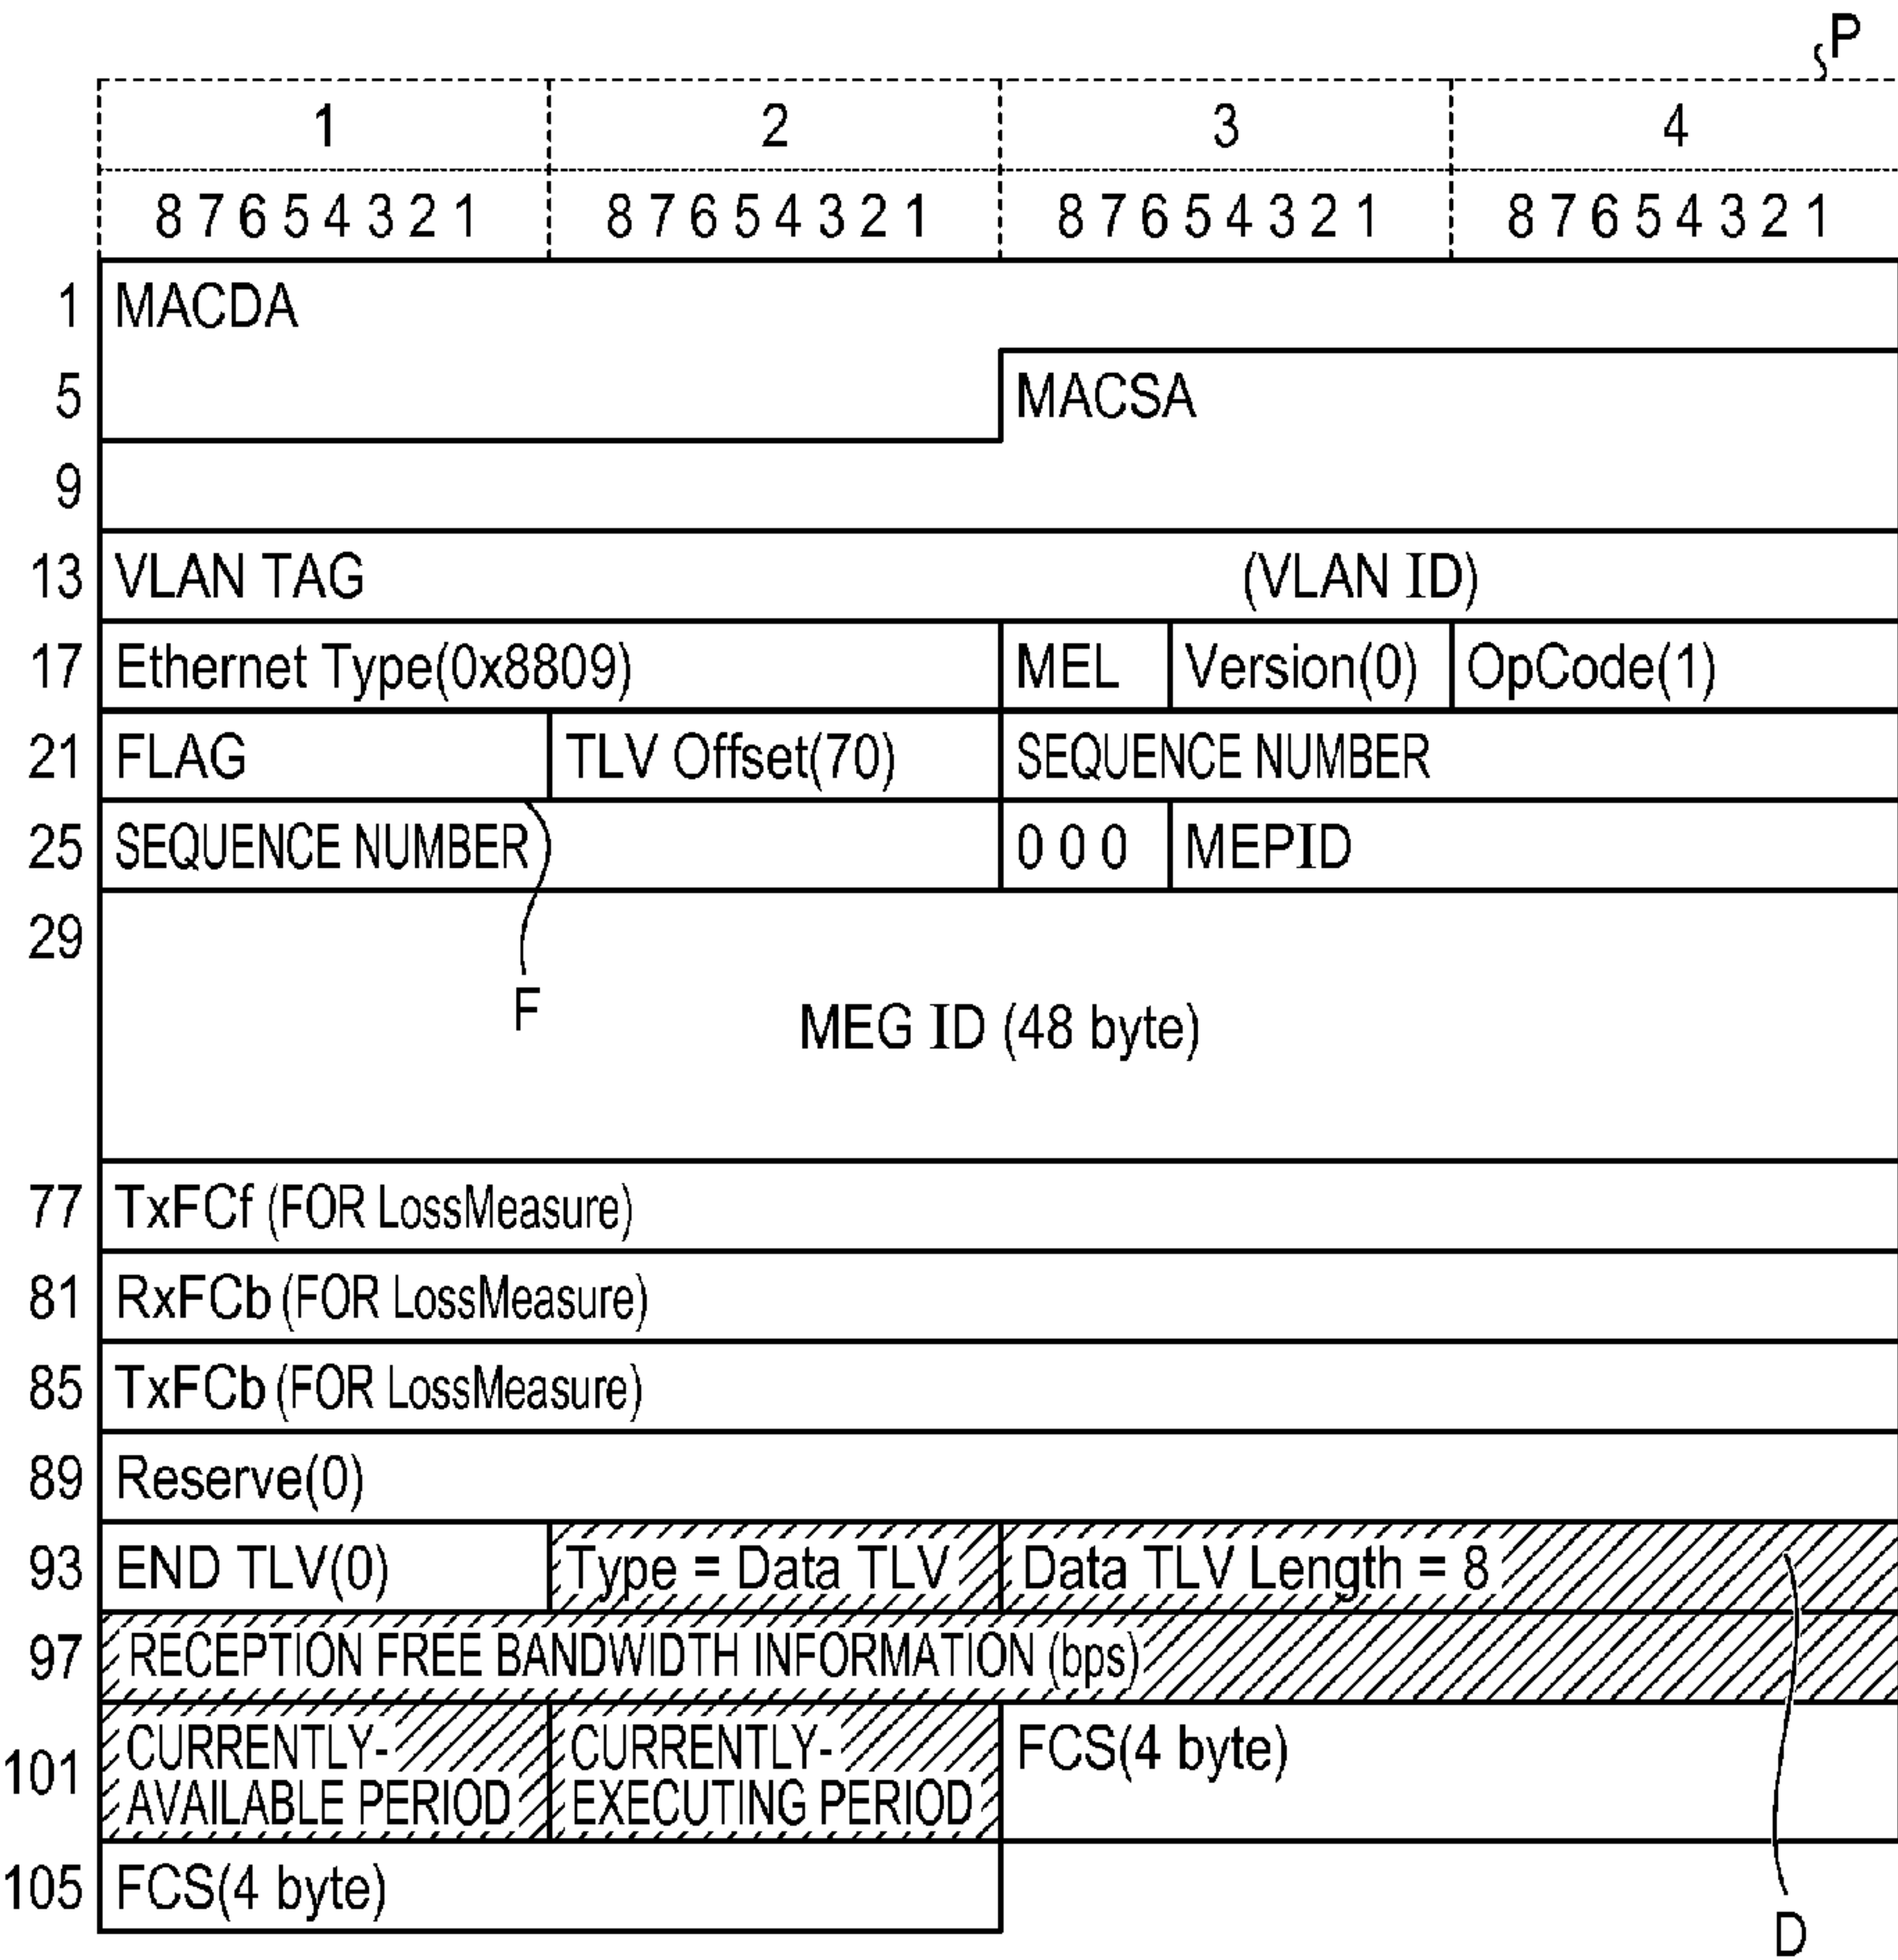 P
1 2 3 4
8 7 6 5 4 3 2 1 8 7 6 5 4 3 2 1 8 7 6 5 4 3 2 1 8 7 6 5 4 3 2 1
1 MACDA
5 MACSA
9
13 VLAN TAG (VLAN ID)
17 Ethernet Type(0x8809) MEL Version(0) OpCode(1)
21 FLAG TLV Offset(70) SEQUENCE NUMBER
25 SEQUENCE NUMBER 0 0 0 MEPID
29
F
MEG ID (48 byte)
77 TxFCf (FOR LossMeasure)
81 RxFCb (FOR LossMeasure)
85 TxFCb (FOR LossMeasure)
89 Reserve(0)
93 END TLV(0) Type = Data TLV Data TLV Length = 8
97 RECEPTION FREE BANDWIDTH INFORMATION (bps)
101 CURRENTLY-
AVAILABLE PERIOD
CURRENTLY-
EXECUTING PERIOD
FCS(4 byte)
105 FCS(4 byte)
D